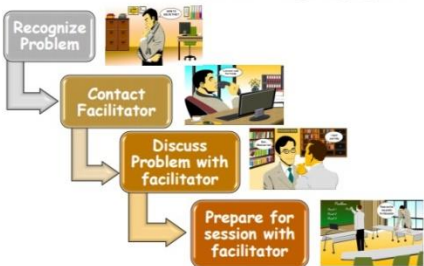 Recognize
Problem
Contact
Facilitator
Discuss
Problem with
facilitator
Prepare for
session with
facilitator